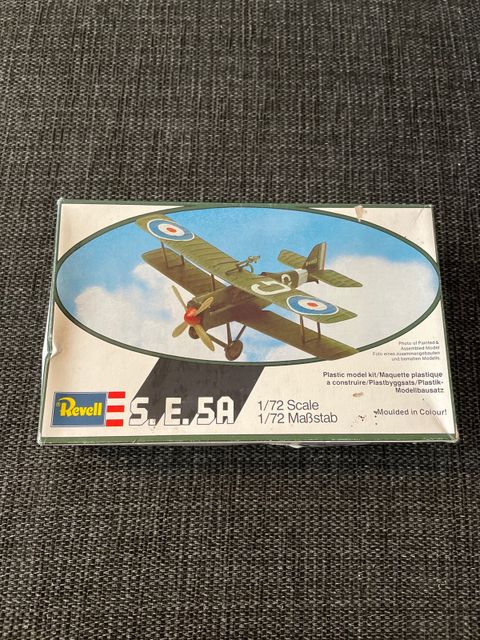 Photo of Painted &
Assembled Model
Foto eines zusammengebauten
und bemalten Modells.
Plastic model kit/Maquette plastique
a construire/Plastbyggsats/Plastik-
Modellbausatz
Revell
S.E.5A
1/72 Scale
1/72 Maßstab
Moulded in Colour!
C